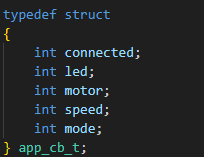 typedef struct
{
    int connected;
    int led;
    int motor;
    int speed;
    int mode;
} app_cb_t;